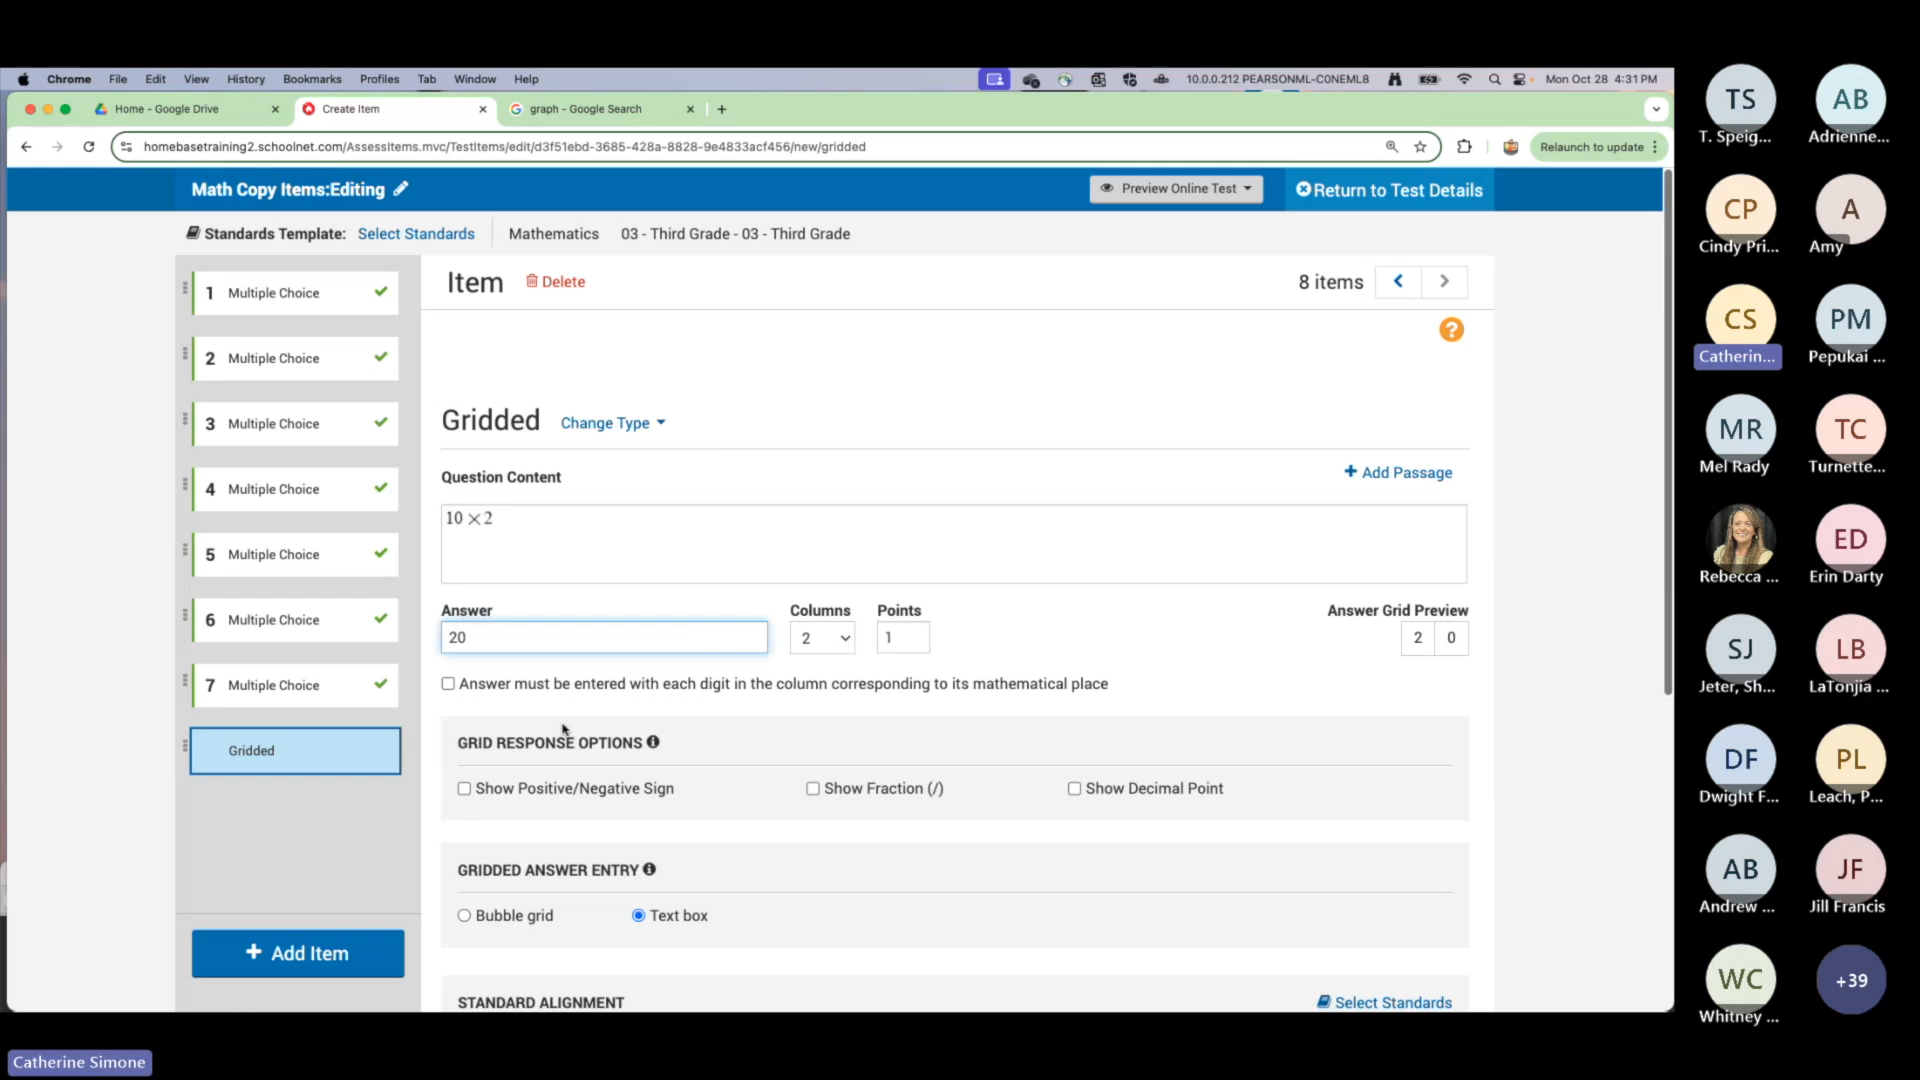 Chrome File Edit View History Bookmarks Profiles Tab Window Help 10.0.0.212 PEARSONML-C0NEML8 Mon Oct 28 4:31 PM
Home - Google Drive Create Item graph - Google Search
homebasetraining2.schoolnet.com/AssessItems.mvc/TestItems/edit/d3f51ebd-3685-428a-8828-9e4833acf456/new/gridded Relaunch to update
Math Copy Items:Editing Preview Online Test Return to Test Details
Standards Template: Select Standards Mathematics 03 - Third Grade - 03 - Third Grade
1 Multiple Choice
2 Multiple Choice
3 Multiple Choice
4 Multiple Choice
5 Multiple Choice
6 Multiple Choice
7 Multiple Choice
Gridded
+ Add Item
Item Delete 8 items
?
Gridded Change Type
Question Content + Add Passage
10 × 2
Answer Columns Points Answer Grid Preview
20 2 1 2 0
Answer must be entered with each digit in the column corresponding to its mathematical place
GRID RESPONSE OPTIONS
Show Positive/Negative Sign Show Fraction (/) Show Decimal Point
GRIDDED ANSWER ENTRY
Bubble grid Text box
STANDARD ALIGNMENT Select Standards
TS AB
T. Speig... Adrienne...
CP A
Cindy Pri... Amy
CS PM
Catherin... Pepukai ...
MR TC
Mel Rady Turnette...
ED
Rebecca ... Erin Darty
SJ LB
Jeter, Sh... LaTonjia ...
DF PL
Dwight F... Leach, P...
AB JF
Andrew ... Jill Francis
WC +39
Whitney ...
Catherine Simone